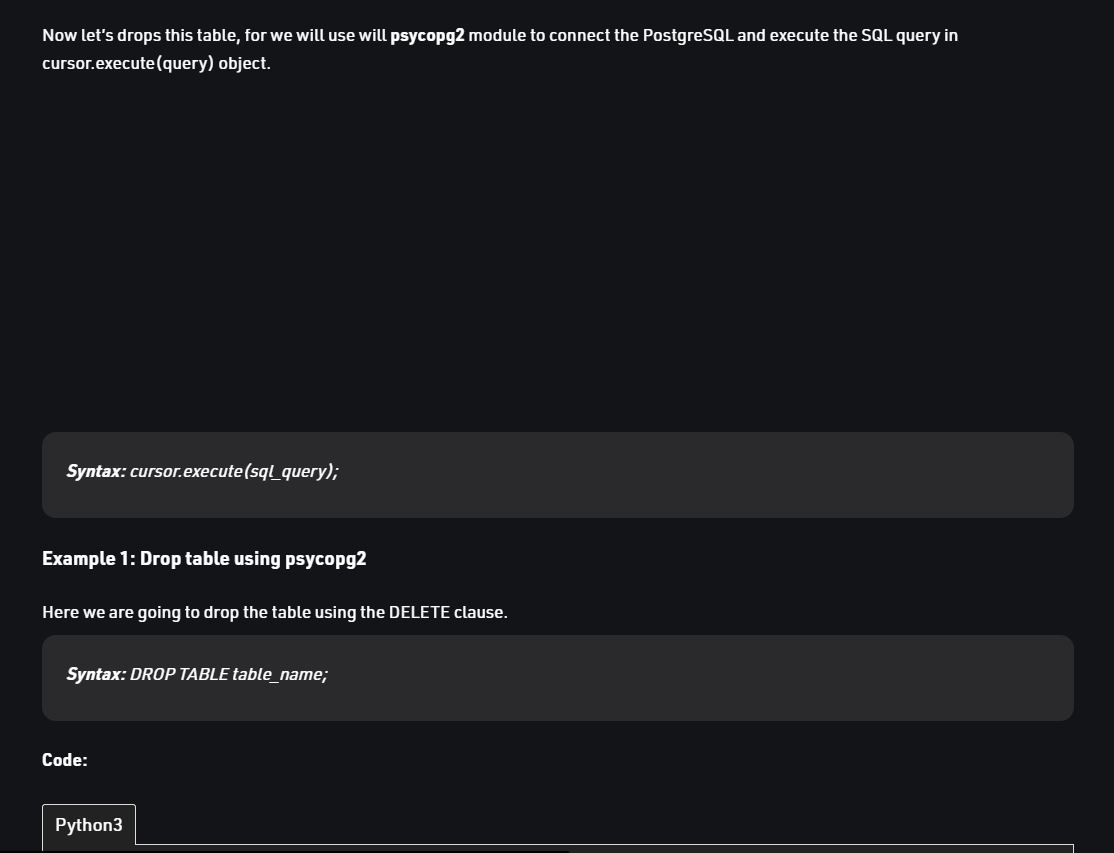 Now let's drops this table, for we will use will psycopg2 module to connect the PostgreSQL and execute the SQL query in
cursor.execute(query) object.
Syntax: cursor.execute(sql_query);
Example 1: Drop table using psycopg2
Here we are going to drop the table using the DELETE clause.
Syntax: DROP TABLE table_name;
Code:
Python3